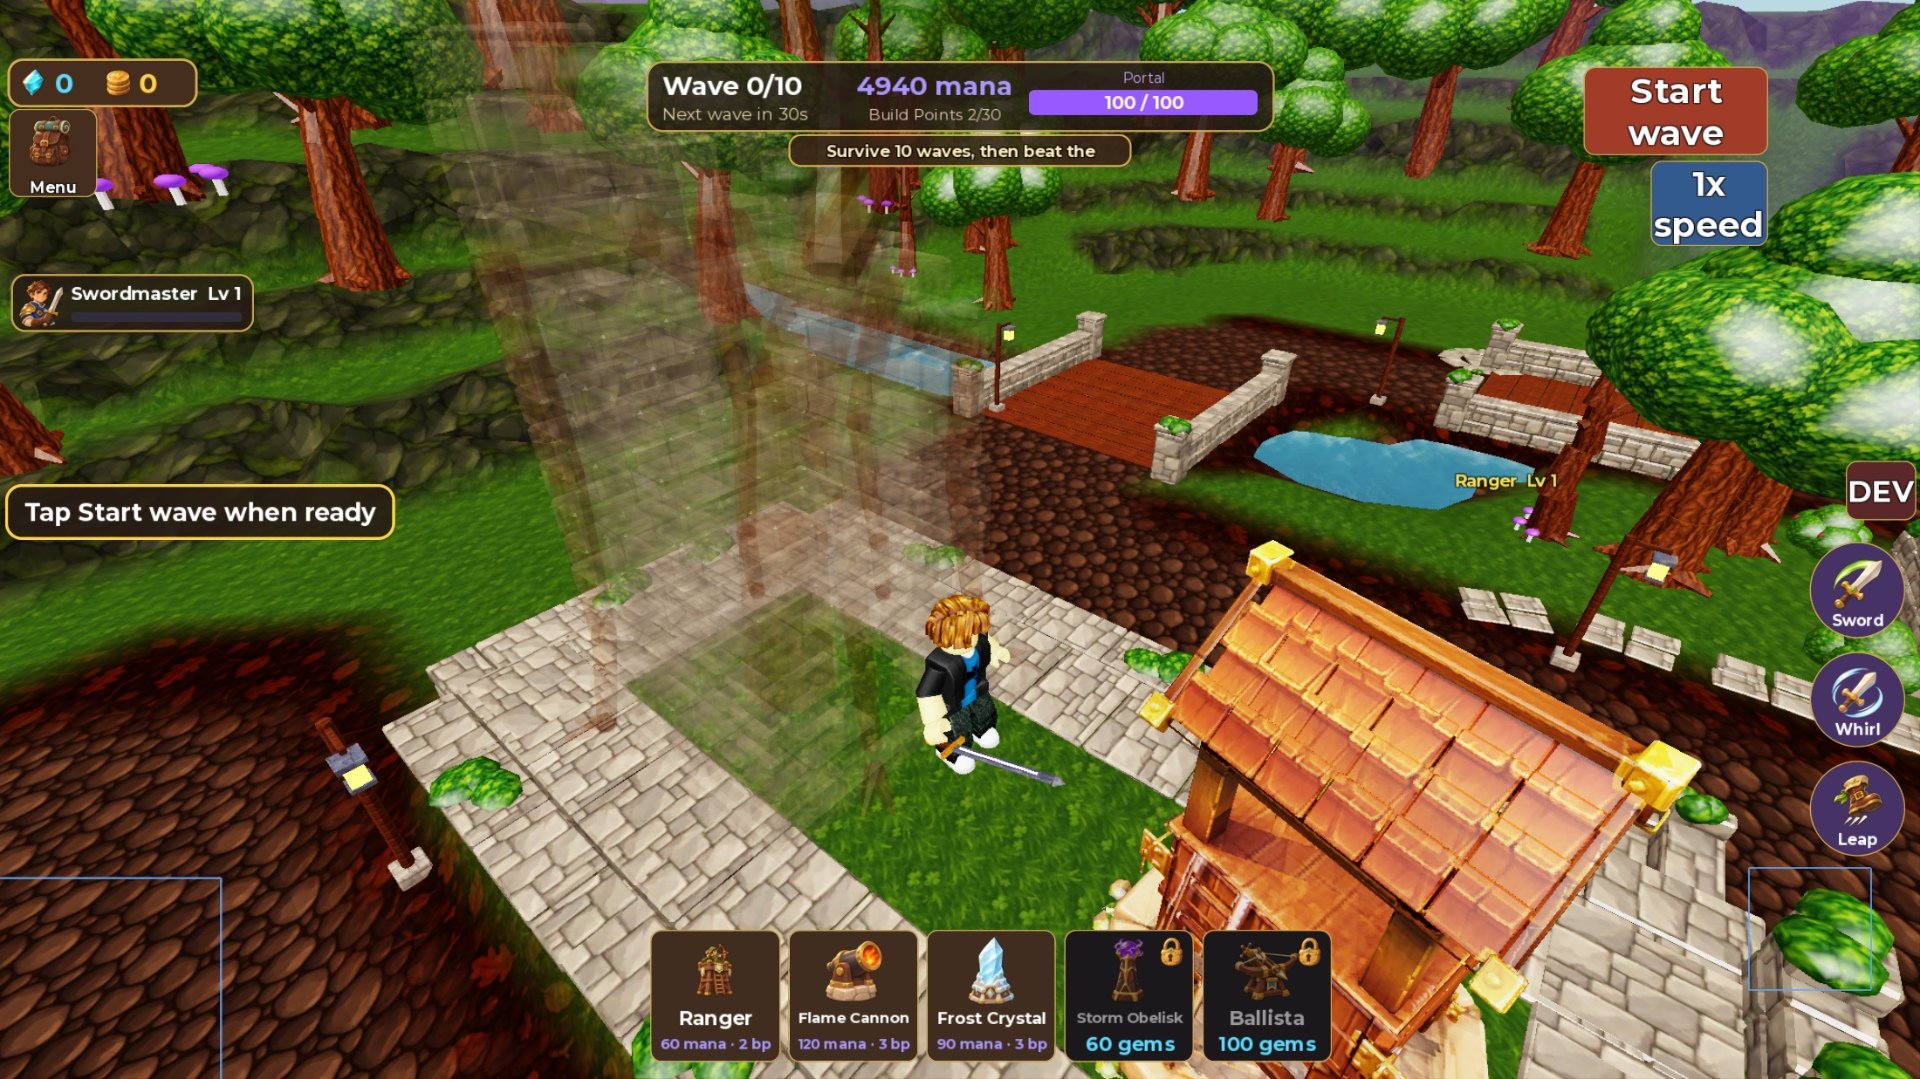 0 0
Menu
Wave 0/10
Next wave in 30s
4940 mana
Build Points 2/30
Portal
100 / 100
Survive 10 waves, then beat the
Start
wave
1x
speed
Swordmaster Lv 1
Tap Start wave when ready
Ranger Lv 1
DEV
Sword
Whirl
Leap
Ranger
60 mana · 2 bp
Flame Cannon
120 mana · 3 bp
Frost Crystal
90 mana · 3 bp
Storm Obelisk
60 gems
Ballista
100 gems